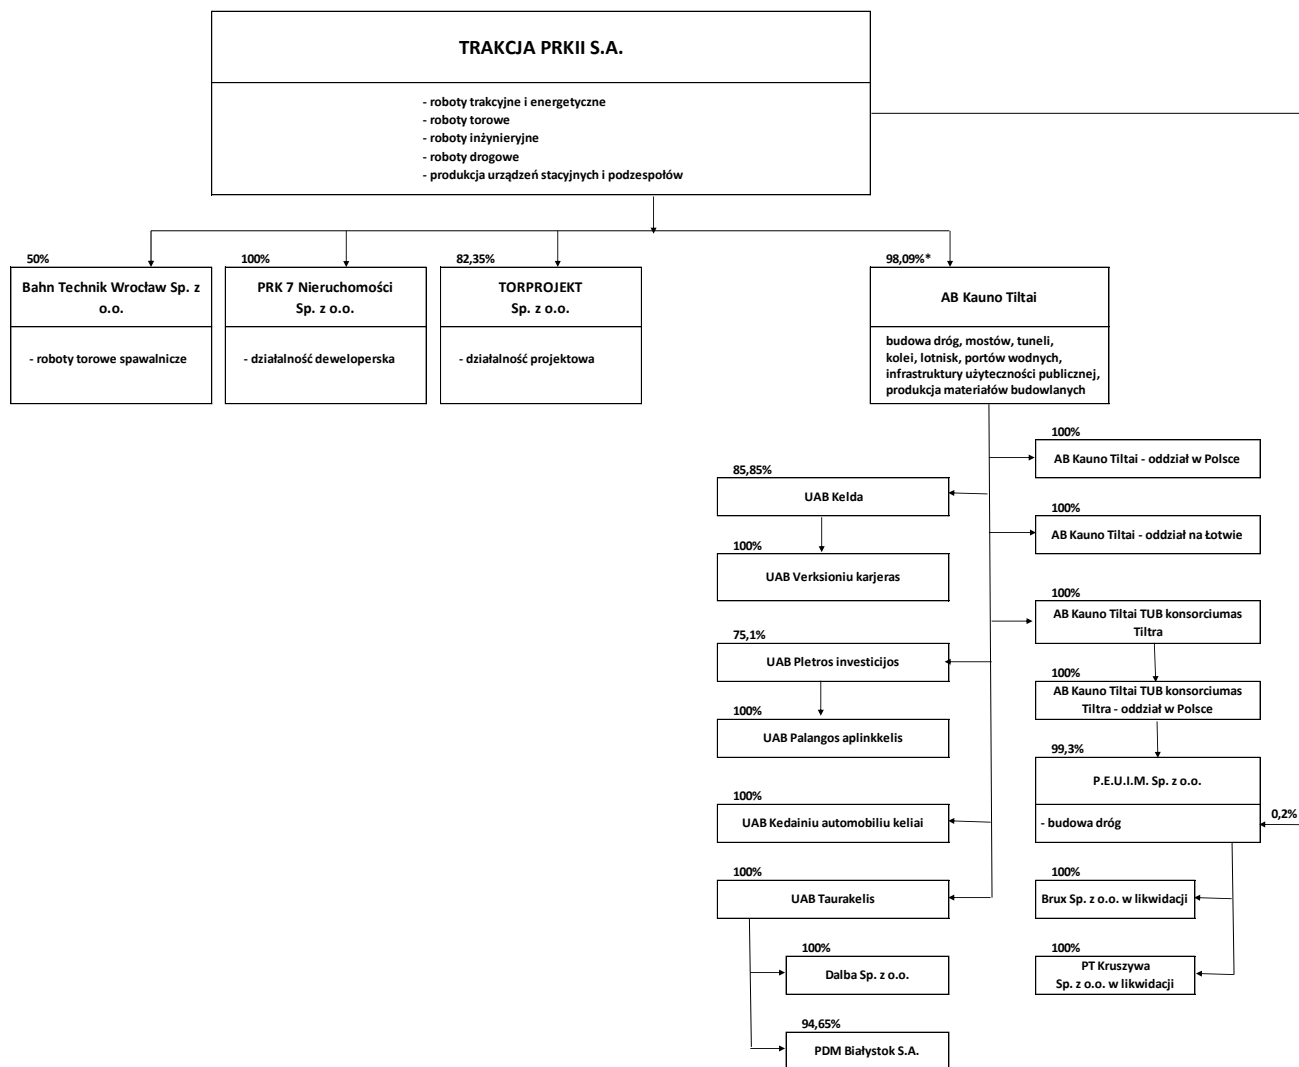 TRAKCJA PRKII S.A.
- roboty trakcyjne i energetyczne
- roboty torowe
- roboty inżynieryjne
- roboty drogowe
- produkcja urządzeń stacyjnych i podzespołów
50%
Bahn Technik Wrocław Sp. z
o.o.
- roboty torowe spawalnicze
100%
PRK 7 Nieruchomości
Sp. z o.o.
- działalność deweloperska
82,35%
TORPROJEKT
Sp. z o.o.
- działalność projektowa
98,09%*
AB Kauno Tiltai
budowa dróg, mostów, tuneli,
kolei, lotnisk, portów wodnych,
infrastruktury użyteczności publicznej,
produkcja materiałów budowlanych
85,85%
UAB Kelda
100%
UAB Verksioniu karjeras
75,1%
UAB Pletros investicijos
100%
UAB Palangos aplinkkelis
100%
UAB Kedainiu automobiliu keliai
100%
UAB Taurakelis
100%
Dalba Sp. z o.o.
94,65%
PDM Białystok S.A.
100%
AB Kauno Tiltai - oddział w Polsce
100%
AB Kauno Tiltai - oddział na Łotwie
100%
AB Kauno Tiltai TUB konsorciumas
Tiltra
100%
AB Kauno Tiltai TUB konsorciumas
Tiltra - oddział w Polsce
99,3%
P.E.U.I.M. Sp. z o.o.
- budowa dróg
0,2%
100%
Brux Sp. z o.o. w likwidacji
100%
PT Kruszywa
Sp. z o.o. w likwidacji